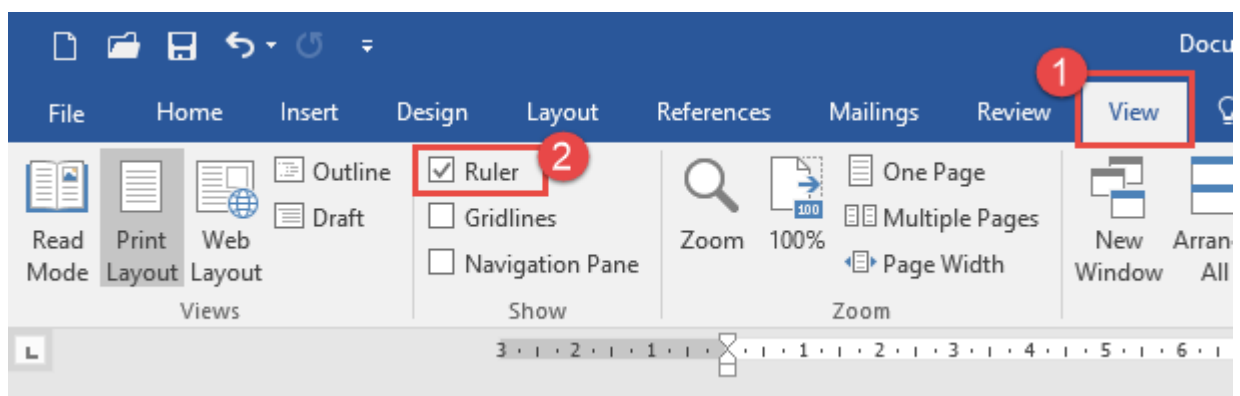 Docu
1
File Home Insert Design Layout References Mailings Review View
2
Read Mode
Print Layout
Web Layout
Outline
Draft
Views
Ruler
Gridlines
Navigation Pane
Show
Zoom
100
100%
One Page
Multiple Pages
Page Width
Zoom
New Window
Arran
All
L
3 2 1 1 2 3 4 5 6